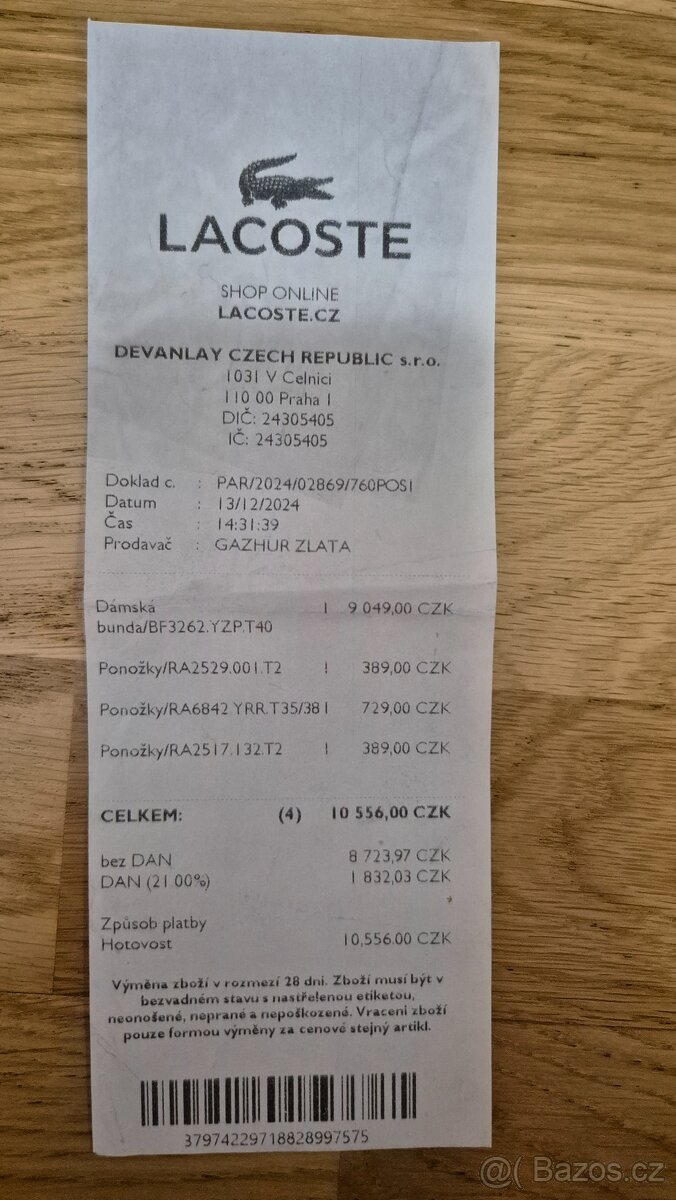 LACOSTE
SHOP ONLINE
LACOSTE.CZ
DEVANLAY CZECH REPUBLIC s.r.o.
1031 V Celnici
110 00 Praha 1
DIČ: 24305405
IČ: 24305405
Doklad c. : PAR/2024/02869/760POS1
Datum : 13/12/2024
Čas : 14:31:39
Prodavač : GAZHUR ZLATA
Dámská 1 9 049,00 CZK
bunda/BF3262.YZP.T40
Ponožky/RA2529.001.T2 1 389,00 CZK
Ponožky/RA6842.YRR.T35/38 1 729,00 CZK
Ponožky/RA2517.132.T2 1 389,00 CZK
CELKEM: (4) 10 556,00 CZK
bez DAN 8 723,97 CZK
DAN (21.00%) 1 832,03 CZK
Způsob platby
Hotovost 10,556.00 CZK
Výměna zboží v rozmezí 28 dni. Zboží musí být v
bezvadném stavu s nastřelenou etiketou,
neonošené, neprané a nepoškozené. Vraceni zboží
pouze formou výměny za cenově stejný artikl.
37974229718828997575
@( Bazos.cz